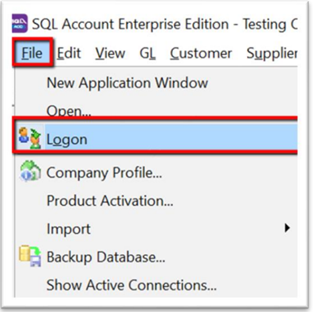 SQL Account Enterprise Edition - Testing C
File Edit View GL Customer Supplier
New Application Window
Open...
Logon
Company Profile...
Product Activation...
Import
Backup Database...
Show Active Connections...